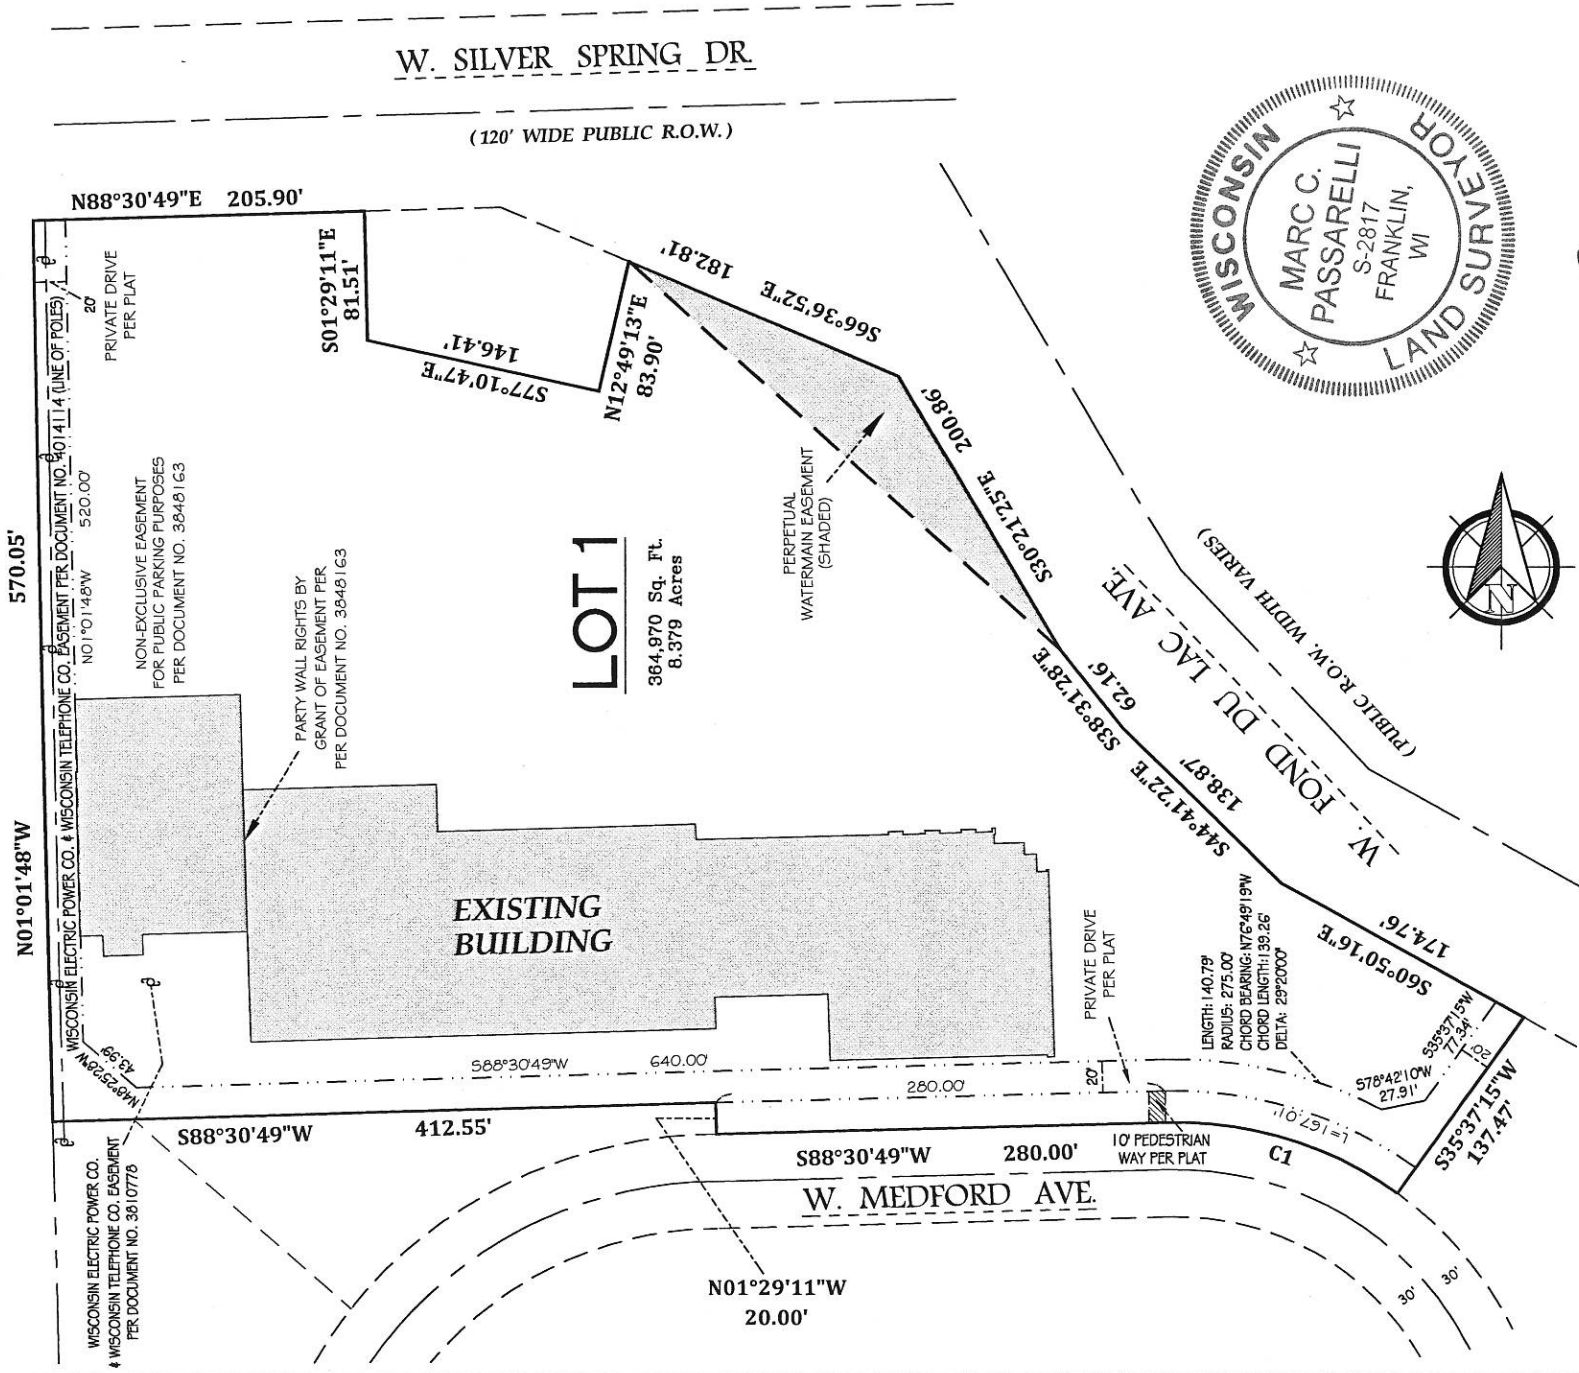 W. SILVER SPRING DR.
(120' WIDE PUBLIC R.O.W.)
N88°30'49"E 205.90'
S01°29'11"E
81.51'
S77°10'47"E
146.41'
N12°49'13"E
83.90'
S66°36'52"E
182.81'
WISCONSIN
LAND SURVEYOR
MARC C.
PASSARELLI
S-2817
FRANKLIN,
WI
20'
PRIVATE DRIVE
PER PLAT
570.05'
N01°01'48"W
WISCONSIN ELECTRIC POWER CO. & WISCONSIN TELEPHONE CO. EASEMENT PER DOCUMENT NO. 4014114 (LINE OF POLES)
N01°01'48"W 520.00'
NON-EXCLUSIVE EASEMENT
FOR PUBLIC PARKING PURPOSES
PER DOCUMENT NO. 3848163
PARTY WALL RIGHTS BY
GRANT OF EASEMENT PER
PER DOCUMENT NO. 3848163
LOT 1
364,970 Sq. Ft.
8.379 Acres
PERPETUAL
WATERMAIN EASEMENT
(SHADED)
S30°21'25"E
200.86'
S38°31'28"E
62.16'
S44°41'22"E
138.87'
W. FOND DU LAC AVE.
(PUBLIC R.O.W. WIDTH VARIES)
N
S60°50'16"E
174.76'
EXISTING
BUILDING
PRIVATE DRIVE
PER PLAT
20'
LENGTH: 140.79'
RADIUS: 275.00'
CHORD BEARING: N76°49'19"W
CHORD LENGTH: 139.26'
DELTA: 29°20'00"
S35°37'15"W
77.34'
20'
S78°42'10"W
27.91'
S35°37'15"W
137.47'
N48°25'28"W
43.99'
S88°30'49"W 640.00'
280.00'
L=167.01'
S88°30'49"W 412.55'
S88°30'49"W 280.00'
10' PEDESTRIAN
WAY PER PLAT
C1
W. MEDFORD AVE.
WISCONSIN ELECTRIC POWER CO.
& WISCONSIN TELEPHONE CO. EASEMENT
PER DOCUMENT NO. 3810778
N01°29'11"W
20.00'
30'
30'